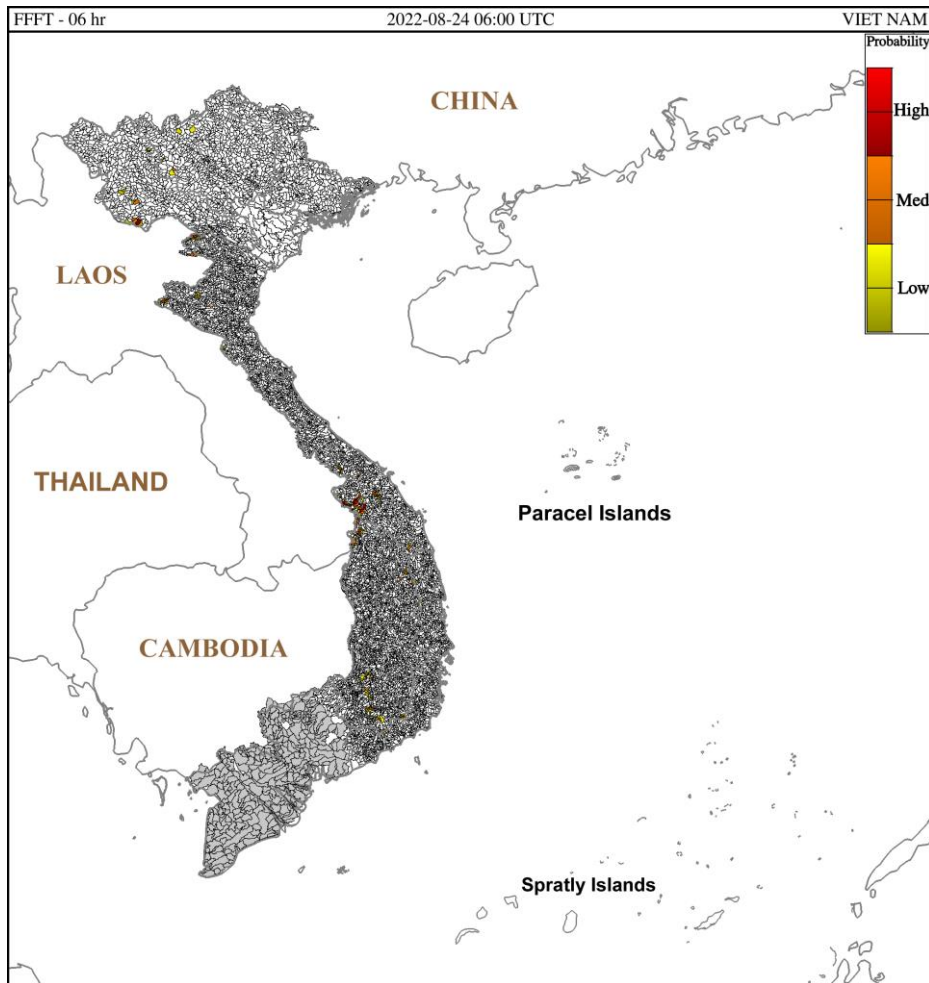 FFFT - 06 hr 2022-08-24 06:00 UTC VIET NAM
Probability
CHINA
High
Med
LAOS
Low
THAILAND
Paracel Islands
CAMBODIA
Spratly Islands